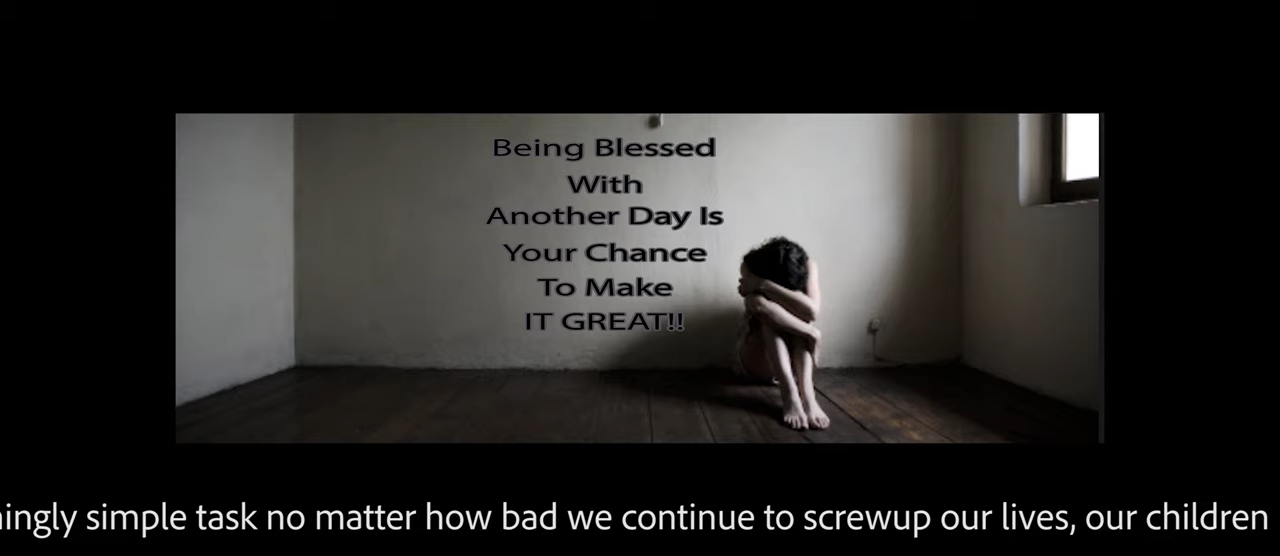 Being Blessed
With
Another Day Is
Your Chance
To Make
IT GREAT!!
simple task no matter how bad we continue to screwup our lives, our children